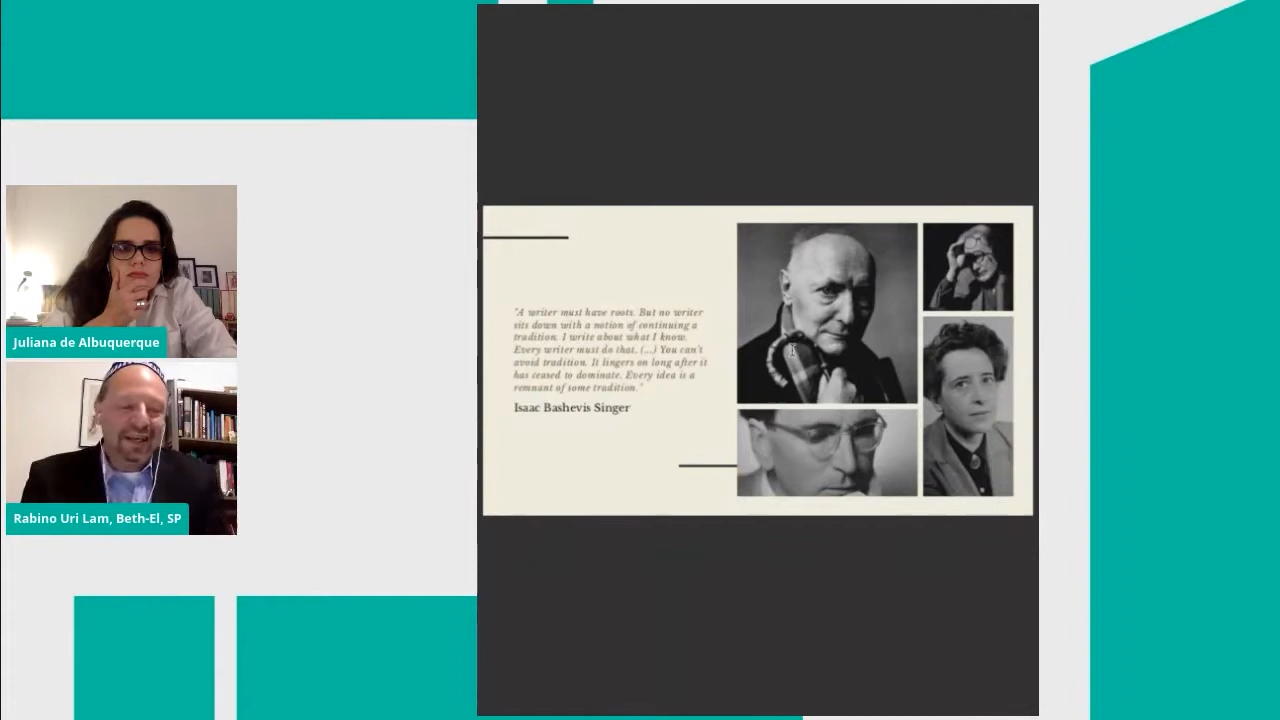 Juliana de Albuquerque
Rabino Uri Lam, Beth-El, SP
"A writer must have roots. But no writer
sits down with a notion of continuing a
tradition. I write about what I know.
Every writer must do that. (...) You can't
avoid tradition. It lingers on long after it
has ceased to dominate. Every idea is a
remnant of some tradition."
Isaac Bashevis Singer